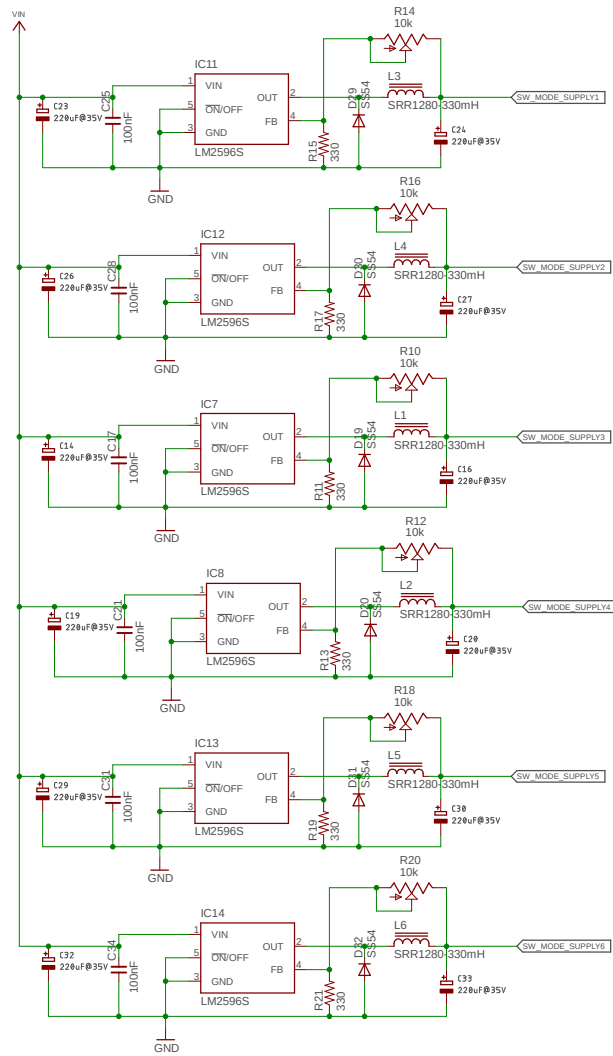 VIN
R14
10k
IC11
VIN
ON/OFF
GND
OUT
FB
LM2596S
1
5
3
2
4
C23
220uF@35V
C25
100nF
R15
330
D29
SS54
L3
SRR1280-330mH
C24
220uF@35V
SW_MODE_SUPPLY1
GND
R16
10k
IC12
VIN
ON/OFF
GND
OUT
FB
LM2596S
1
5
3
2
4
C26
220uF@35V
C28
100nF
R17
330
D30
SS54
L4
SRR1280-330mH
C27
220uF@35V
SW_MODE_SUPPLY2
GND
R10
10k
IC7
VIN
ON/OFF
GND
OUT
FB
LM2596S
1
5
3
2
4
C14
220uF@35V
C17
100nF
R11
330
D19
SS54
L1
SRR1280-330mH
C16
220uF@35V
SW_MODE_SUPPLY3
GND
R12
10k
IC8
VIN
ON/OFF
GND
OUT
FB
LM2596S
1
5
3
2
4
C19
220uF@35V
C21
100nF
R13
330
D20
SS54
L2
SRR1280-330mH
C20
220uF@35V
SW_MODE_SUPPLY4
GND
R18
10k
IC13
VIN
ON/OFF
GND
OUT
FB
LM2596S
1
5
3
2
4
C29
220uF@35V
C31
100nF
R19
330
D31
SS54
L5
SRR1280-330mH
C30
220uF@35V
SW_MODE_SUPPLY5
GND
R20
10k
IC14
VIN
ON/OFF
GND
OUT
FB
LM2596S
1
5
3
2
4
C32
220uF@35V
C34
100nF
R21
330
D32
SS54
L6
SRR1280-330mH
C33
220uF@35V
SW_MODE_SUPPLY6
GND